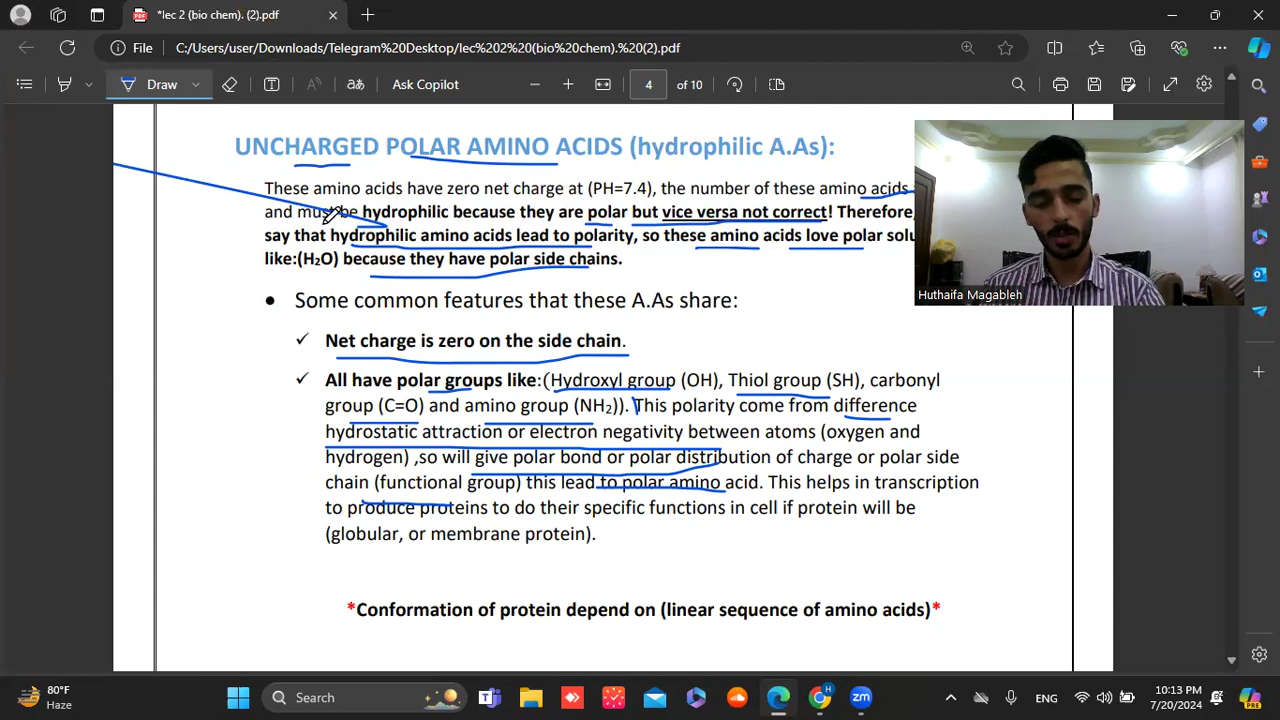 *lec 2 (bio chem). (2).pdf
File
C:/Users/user/Downloads/Telegram%20Desktop/lec%202%20(bio%20chem).%20(2).pdf
Draw
Ask Copilot
4
of 10
UNCHARGED POLAR AMINO ACIDS (hydrophilic A.As):
These amino acids have zero net charge at (PH=7.4), the number of these amino acids
and must be hydrophilic because they are polar but vice versa not correct! Therefore,
say that hydrophilic amino acids lead to polarity, so these amino acids love polar solu
like:(H₂O) because they have polar side chains.
Huthaifa Magableh
• Some common features that these A.As share:
✓ Net charge is zero on the side chain.
✓ All have polar groups like:(Hydroxyl group (OH), Thiol group (SH), carbonyl
group (C=O) and amino group (NH₂)). This polarity come from difference
hydrostatic attraction or electron negativity between atoms (oxygen and
hydrogen) ,so will give polar bond or polar distribution of charge or polar side
chain (functional group) this lead to polar amino acid. This helps in transcription
to produce proteins to do their specific functions in cell if protein will be
(globular, or membrane protein).
*Conformation of protein depend on (linear sequence of amino acids)*
80°F
Haze
Search
zm
ENG
10:13 PM
7/20/2024